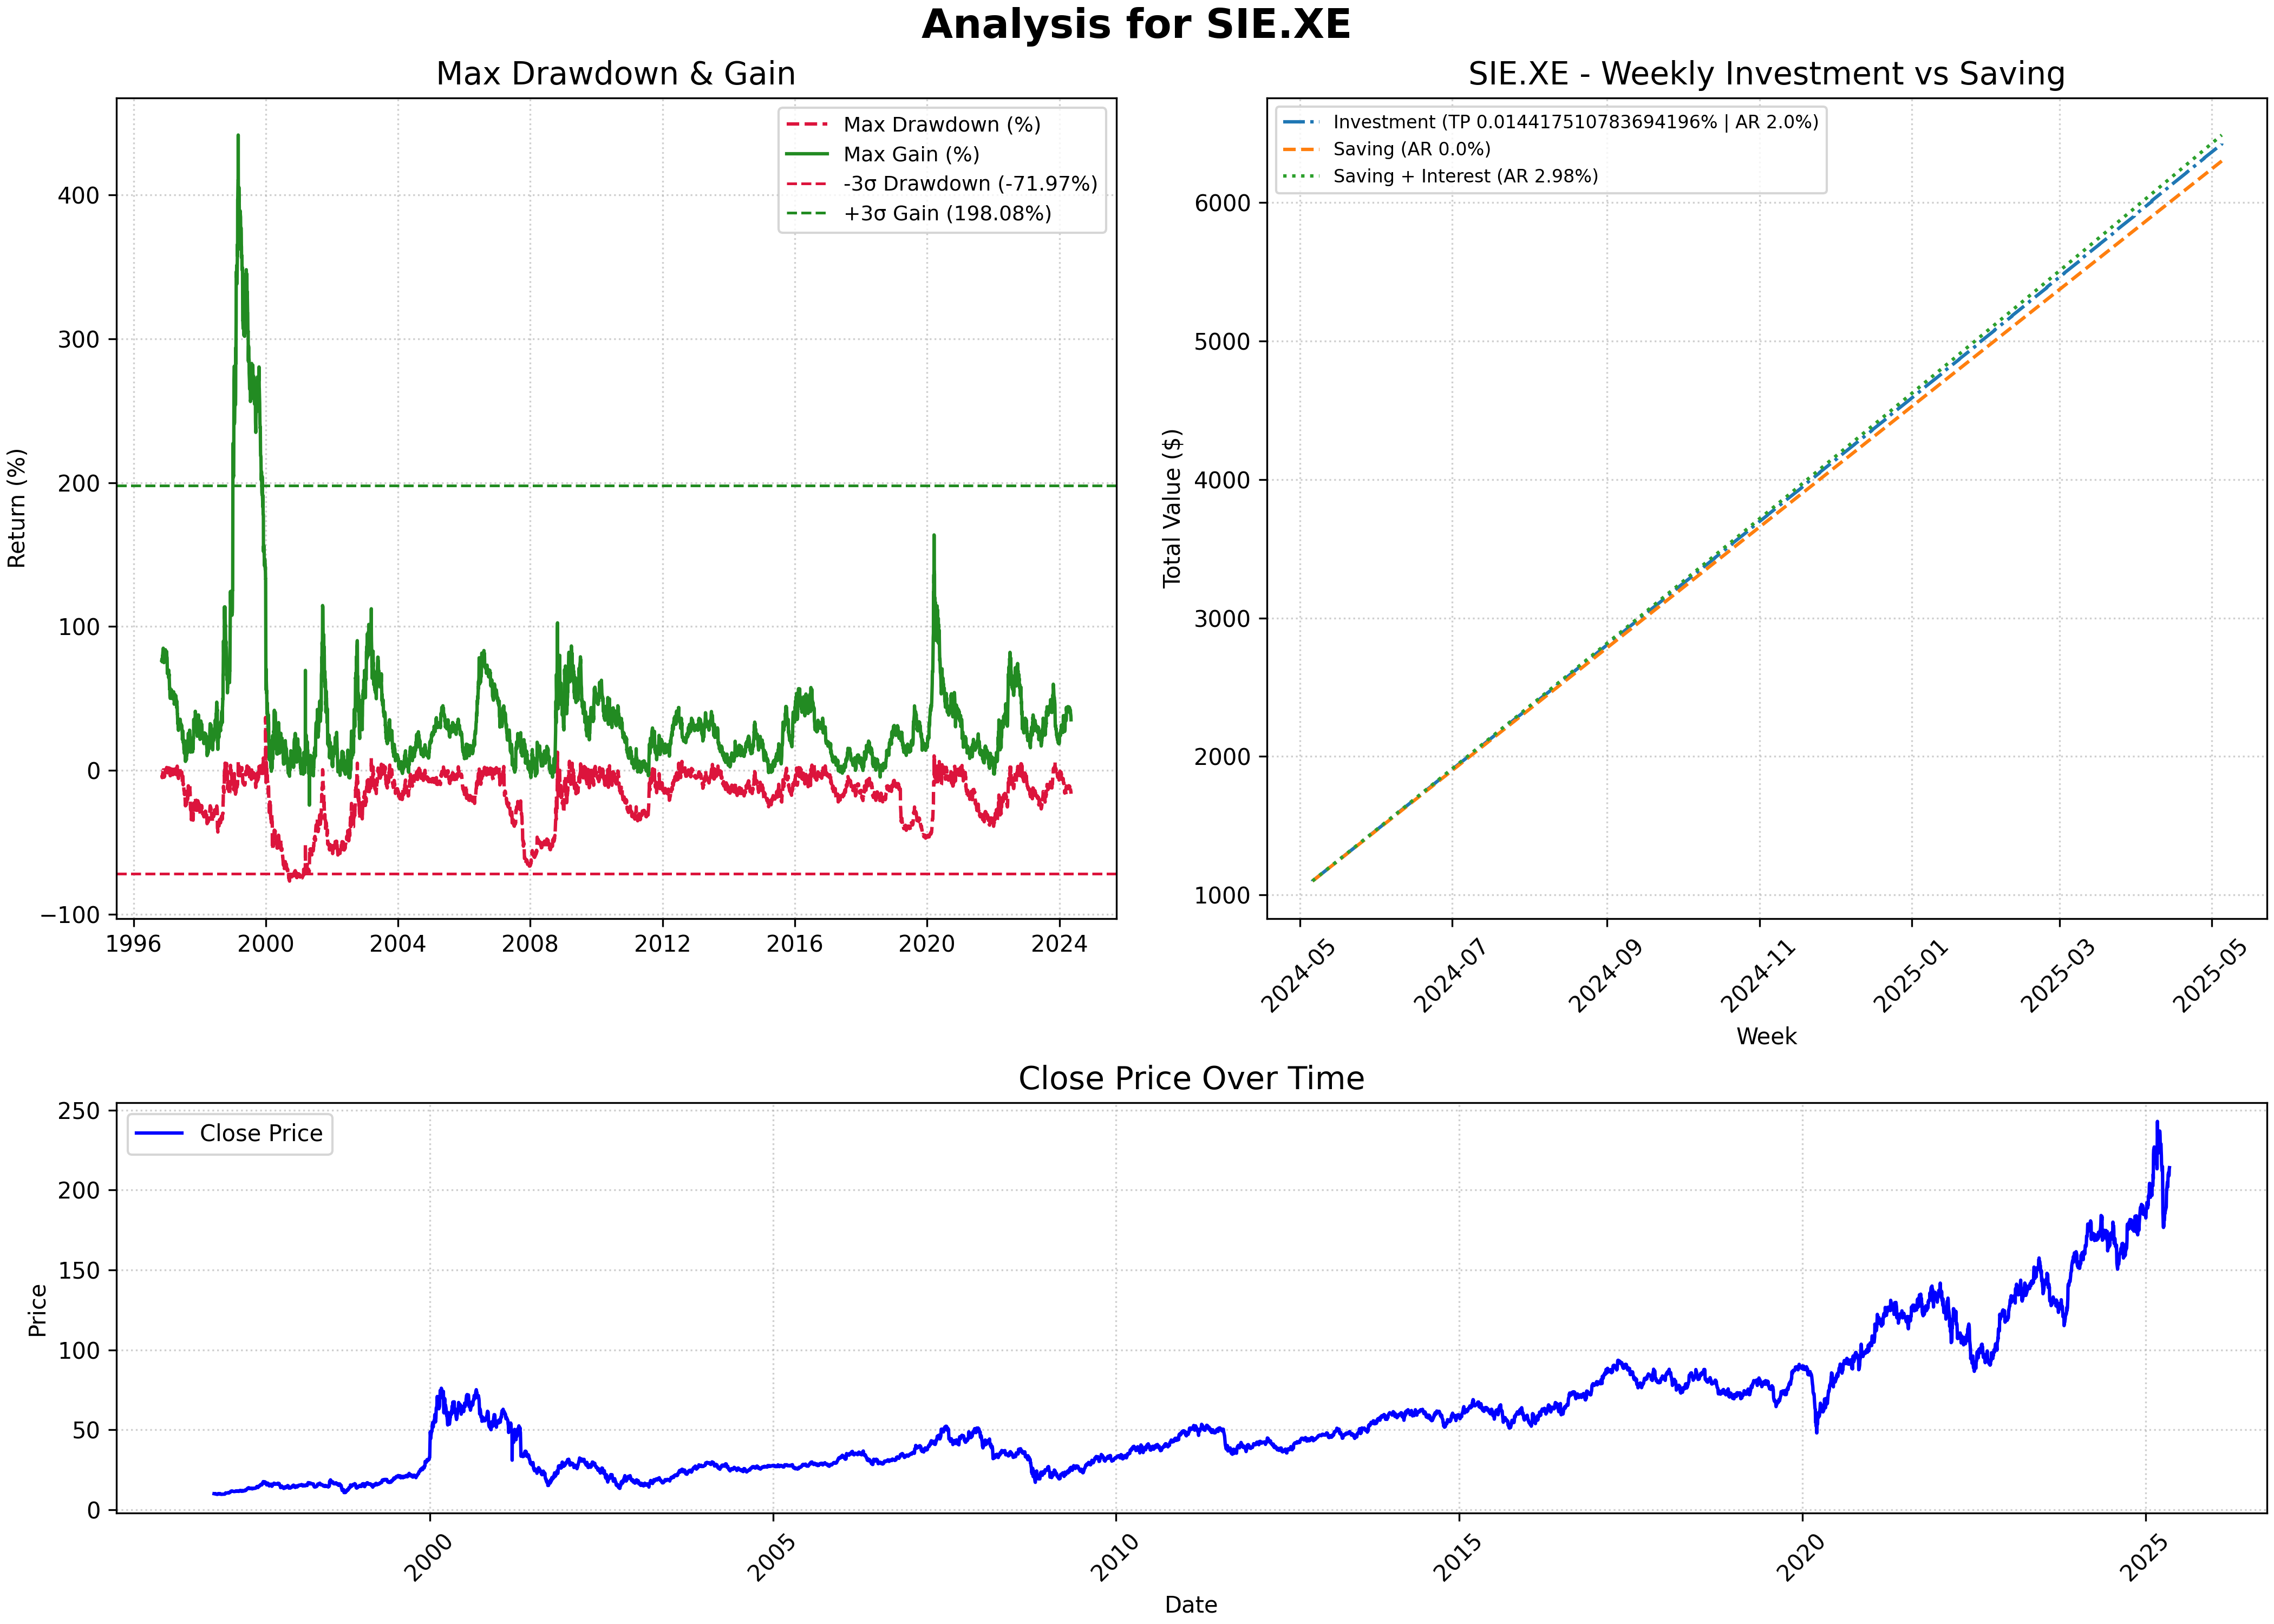 Analysis for SIE.XE
Max Drawdown & Gain
Max Drawdown (%)
Max Gain (%)
-3σ Drawdown (-71.97%)
+3σ Gain (198.08%)
Return (%)
400
300
200
100
0
−100
1996 2000 2004 2008 2012 2016 2020 2024
SIE.XE - Weekly Investment vs Saving
Investment (TP 0.014417510783694196% | AR 2.0%)
Saving (AR 0.0%)
Saving + Interest (AR 2.98%)
Total Value ($)
6000
5000
4000
3000
2000
1000
2024-05 2024-07 2024-09 2024-11 2025-01 2025-03 2025-05
Week
Close Price Over Time
Close Price
Price
250
200
150
100
50
0
2000 2005 2010 2015 2020 2025
Date